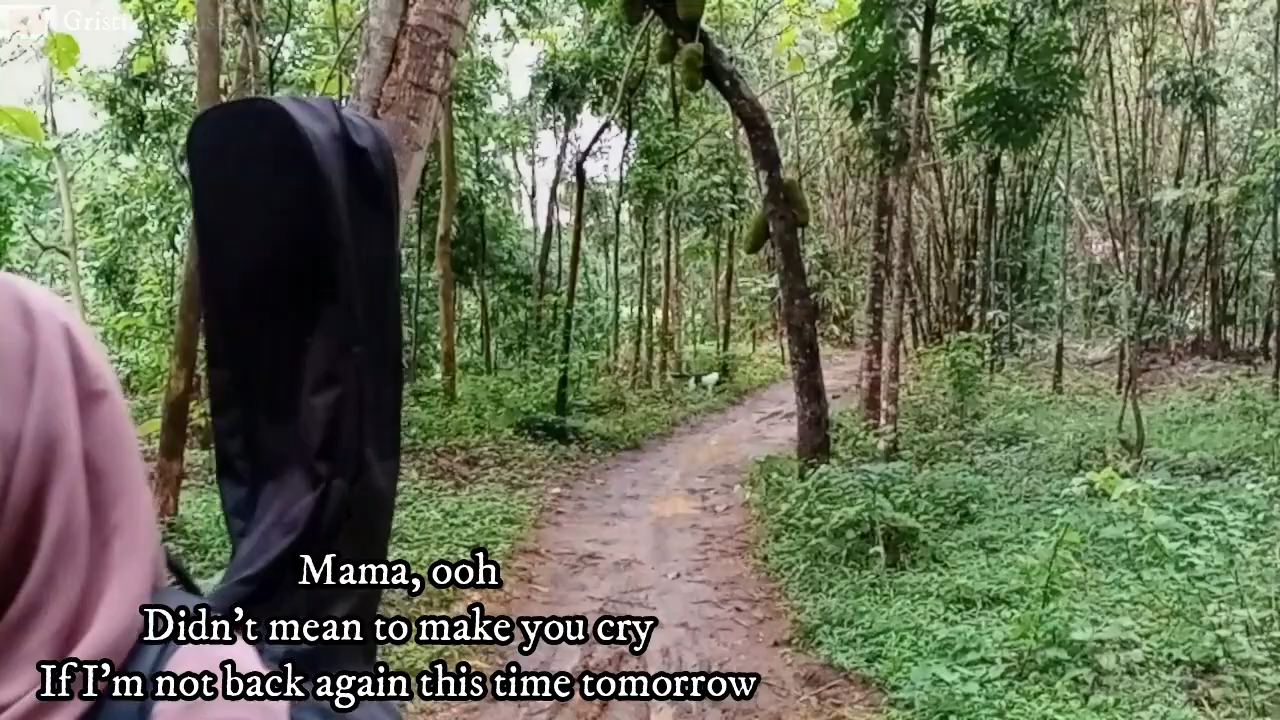 Mama, ooh
Didn't mean to make you cry
If I'm not back again this time tomorrow